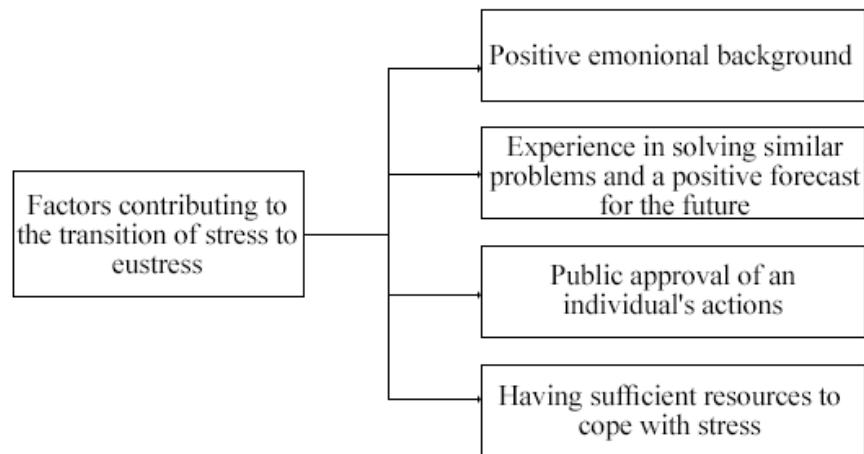 Factors contributing to
the transition of stress to
eustress
Positive emonional background
Experience in solving similar
problems and a positive forecast
for the future
Public approval of an
individual's actions
Having sufficient resources to
cope with stress